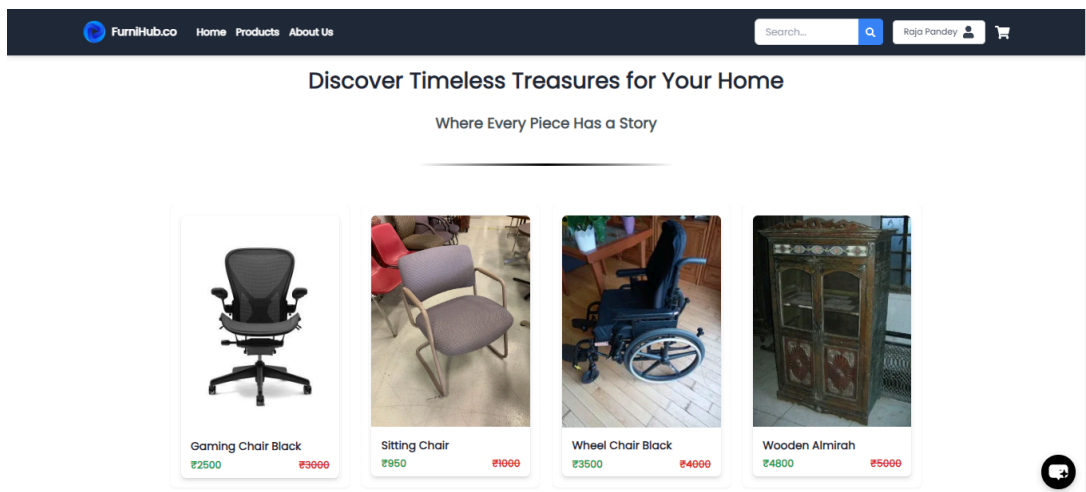 FurniHub.co Home Products About Us Search... Raja Pandey
Discover Timeless Treasures for Your Home
Where Every Piece Has a Story
Gaming Chair Black
₹2500 ₹3000
Sitting Chair
₹950 ₹1000
Wheel Chair Black
₹3500 ₹4000
Wooden Almirah
₹4800 ₹5000